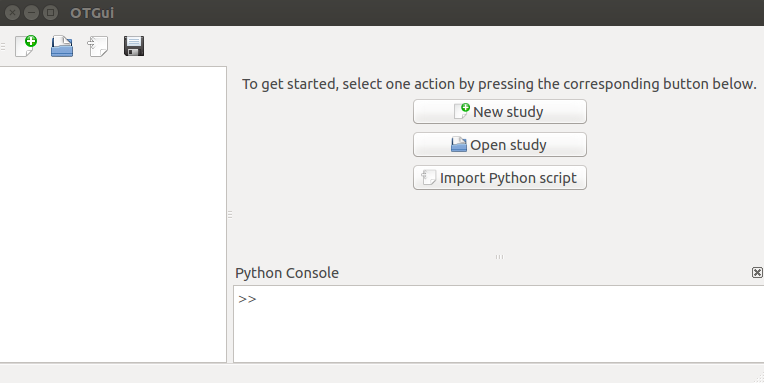 OTGui
To get started, select one action by pressing the corresponding button below.
New study
Open study
Import Python script
Python Console
>>